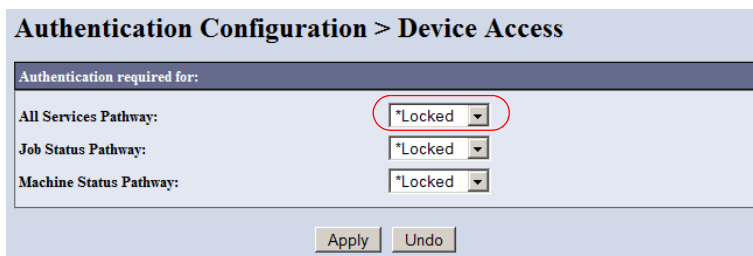 Authentication Configuration > Device Access
Authentication required for:
All Services Pathway: *Locked
Job Status Pathway: *Locked
Machine Status Pathway: *Locked
Apply Undo